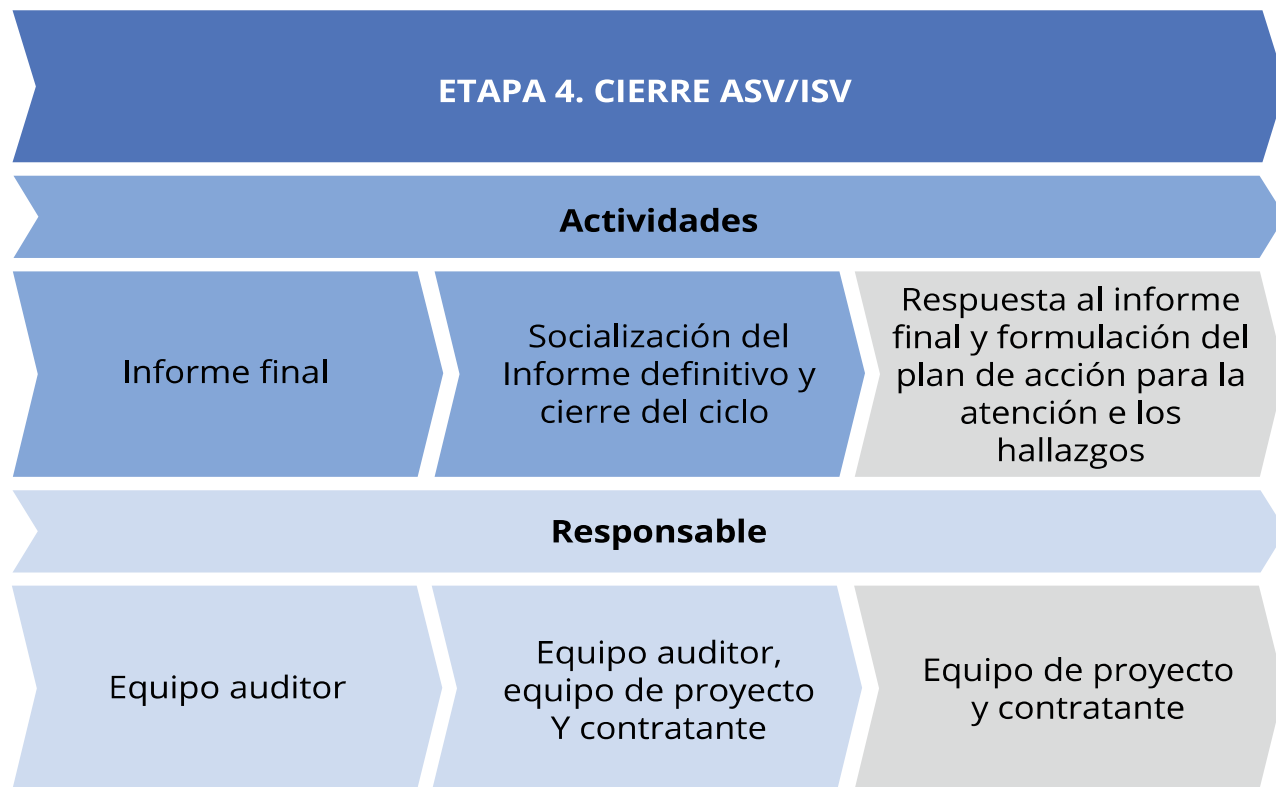 ETAPA 4. CIERRE ASV/ISV
Actividades
Informe final
Socialización del
Informe definitivo y
cierre del ciclo
Respuesta al informe
final y formulación del
plan de acción para la
atención e los
hallazgos
Responsable
Equipo auditor
Equipo auditor,
equipo de proyecto
Y contratante
Equipo de proyecto
y contratante